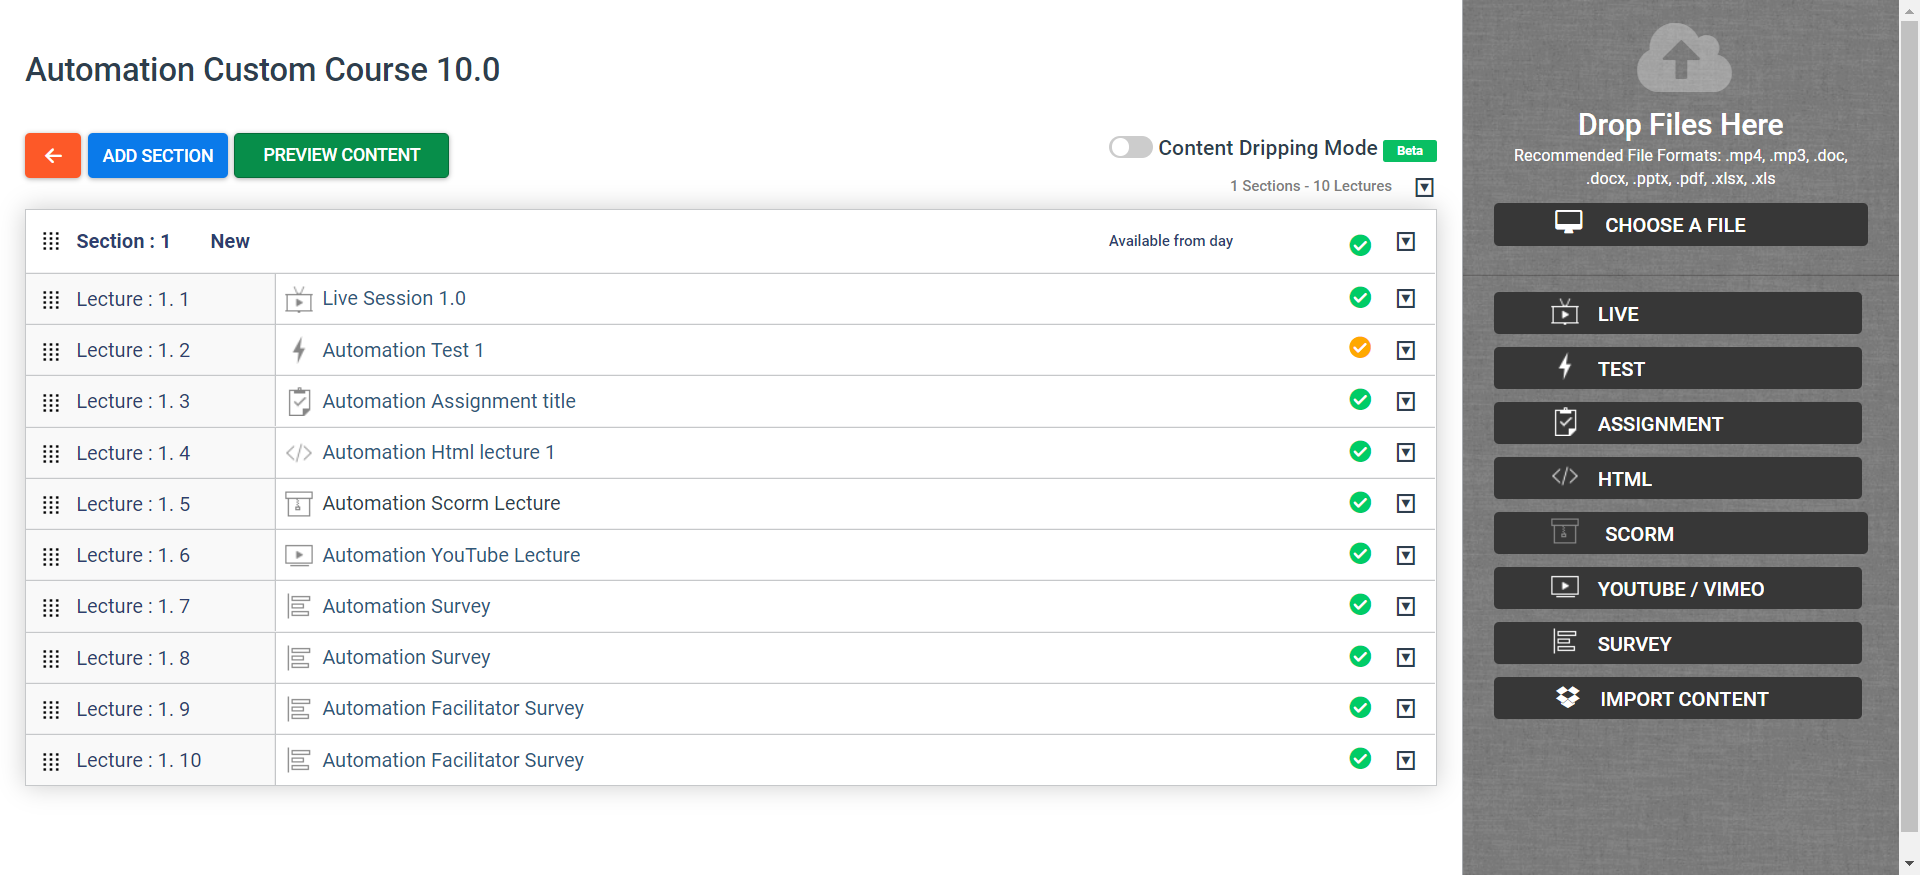 Automation Custom Course 10.0
ADD SECTION
PREVIEW CONTENT
Content Dripping Mode Beta
1 Sections - 10 Lectures
Section : 1 New Available from day
Lecture : 1. 1 Live Session 1.0
Lecture : 1. 2 Automation Test 1
Lecture : 1. 3 Automation Assignment title
Lecture : 1. 4 Automation Html lecture 1
Lecture : 1. 5 Automation Scorm Lecture
Lecture : 1. 6 Automation YouTube Lecture
Lecture : 1. 7 Automation Survey
Lecture : 1. 8 Automation Survey
Lecture : 1. 9 Automation Facilitator Survey
Lecture : 1. 10 Automation Facilitator Survey
Drop Files Here
Recommended File Formats: .mp4, .mp3, .doc,
.docx, .pptx, .pdf, .xlsx, .xls
CHOOSE A FILE
LIVE
TEST
ASSIGNMENT
HTML
SCORM
YOUTUBE / VIMEO
SURVEY
IMPORT CONTENT